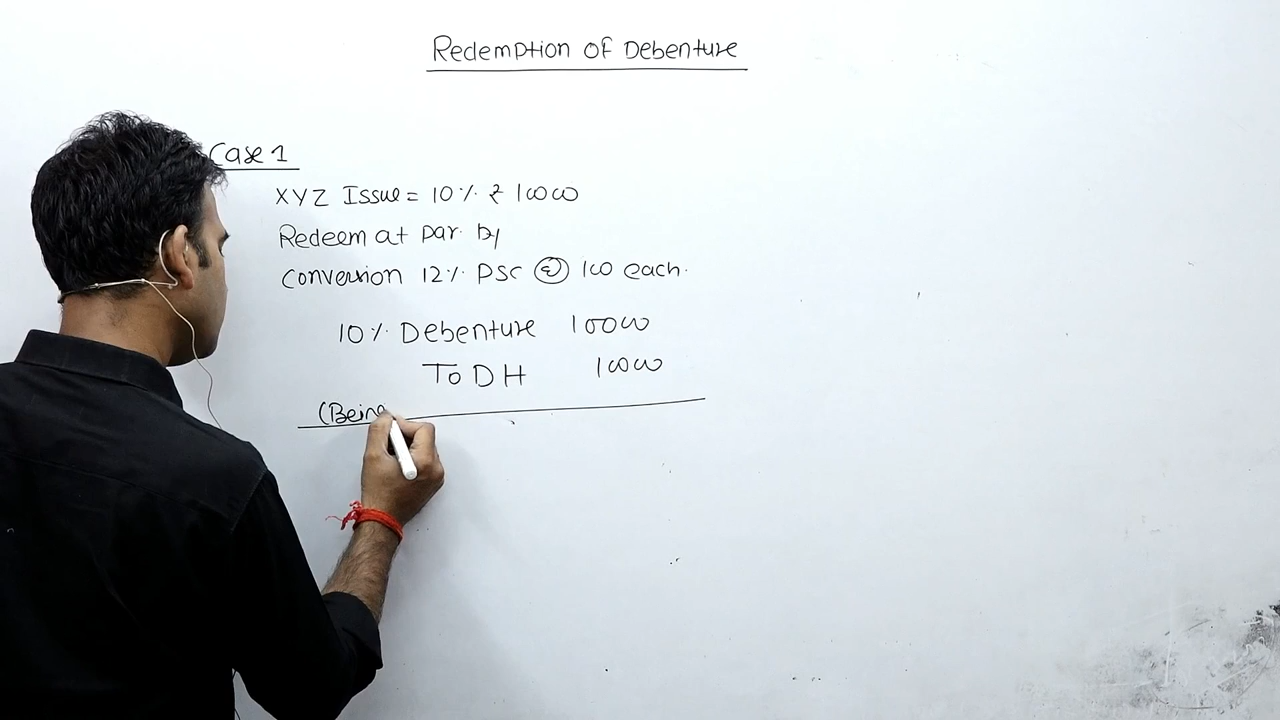 Redemption of Debenture
Case 1
XYZ Issue = 10% ₹ 10000
Redeem at par by
conversion 12% PSC @ 100 each.
10% Debenture 10000
To DH 10000
(Being